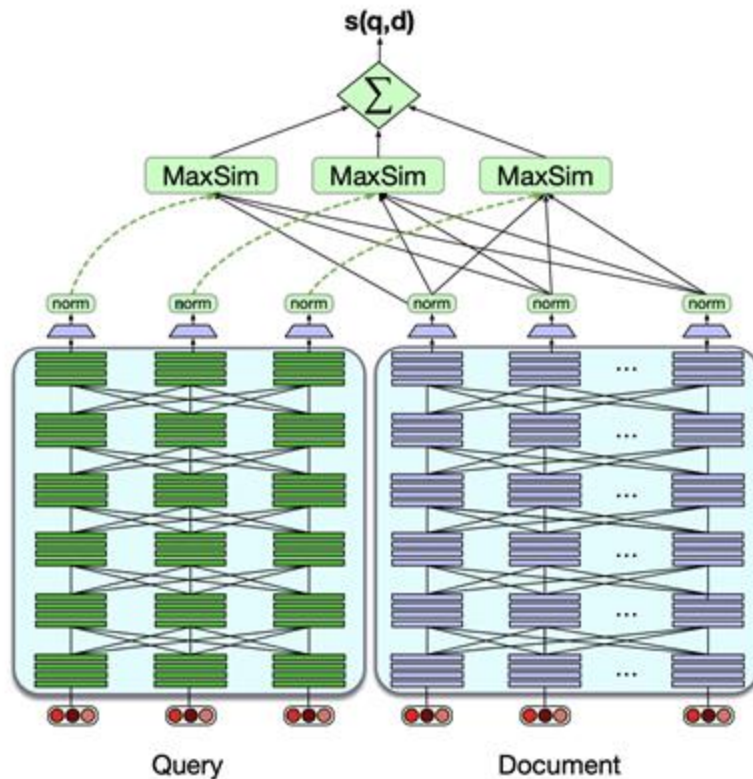 s(q,d)
Σ
MaxSim MaxSim MaxSim
norm norm norm norm norm norm
...
...
...
...
...
...
Query Document